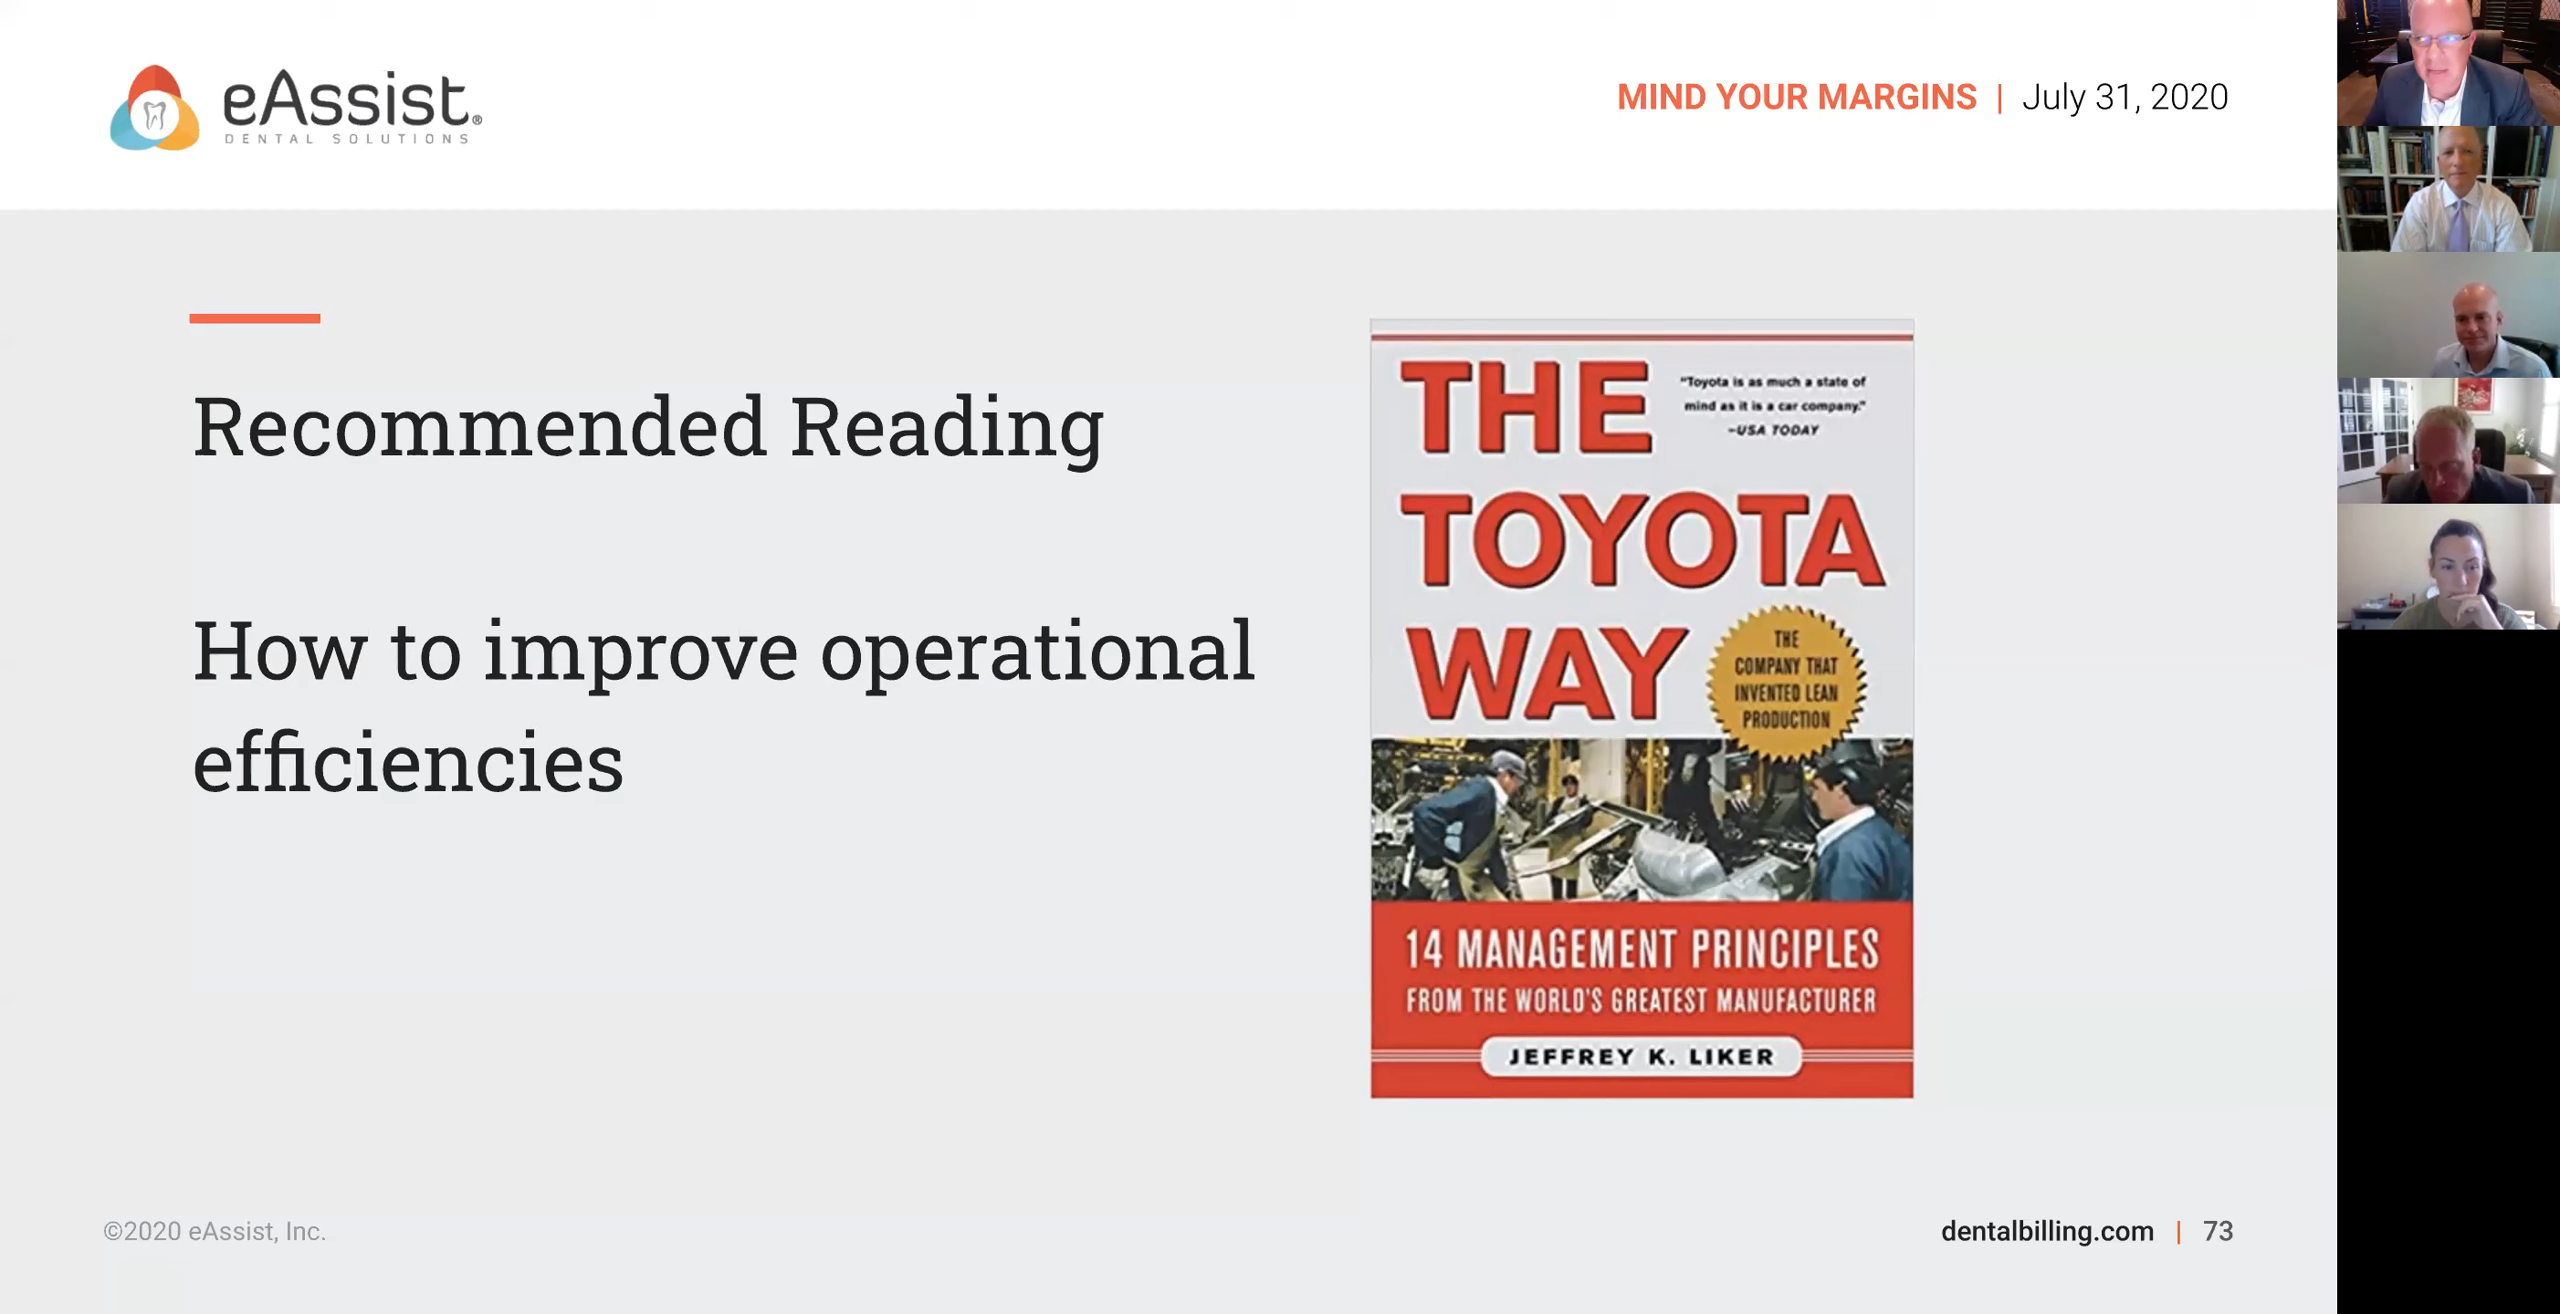 eAssist®
DENTAL SOLUTIONS
MIND YOUR MARGINS | July 31, 2020
Recommended Reading
How to improve operational
efficiencies
THE
"Toyota is as much a state of
mind as it is a car company."
–USA TODAY
TOYOTA
WAY
THE
COMPANY THAT
INVENTED LEAN
PRODUCTION
14 MANAGEMENT PRINCIPLES
FROM THE WORLD'S GREATEST MANUFACTURER
JEFFREY K. LIKER
©2020 eAssist, Inc.
dentalbilling.com | 73